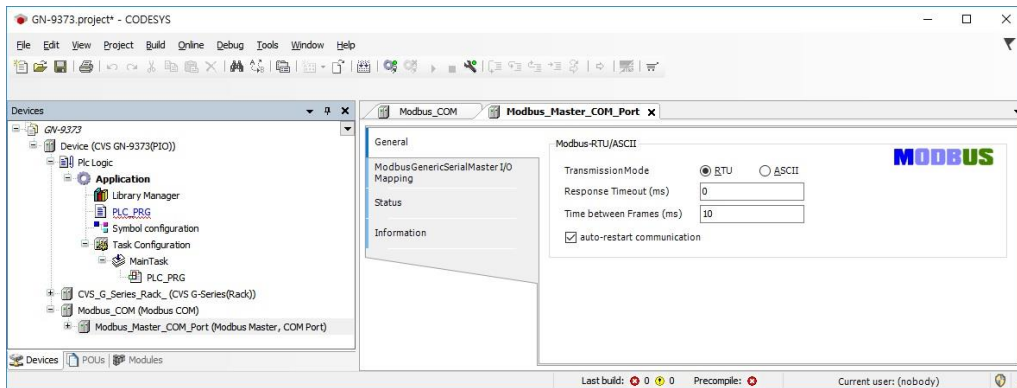 GN-9373.project* - CODESYS
File Edit View Project Build Online Debug Tools Window Help
Devices
GN-9373
Device (CVS GN-9373(PIO))
Plc Logic
Application
Library Manager
PLC_PRG
Symbol configuration
Task Configuration
MainTask
PLC_PRG
CVS_G_Series_Rack_ (CVS G-Series(Rack))
Modbus_COM (Modbus COM)
Modbus_Master_COM_Port (Modbus Master, COM Port)
Devices POUs Modules
Modbus_COM Modbus_Master_COM_Port
General
ModbusGenericSerialMaster I/O
Mapping
Status
Information
Modbus-RTU/ASCII
MODBUS
Transmission Mode RTU ASCII
Response Timeout (ms) 0
Time between Frames (ms) 10
auto-restart communication
Last build: 0 0 Precompile: Current user: (nobody)